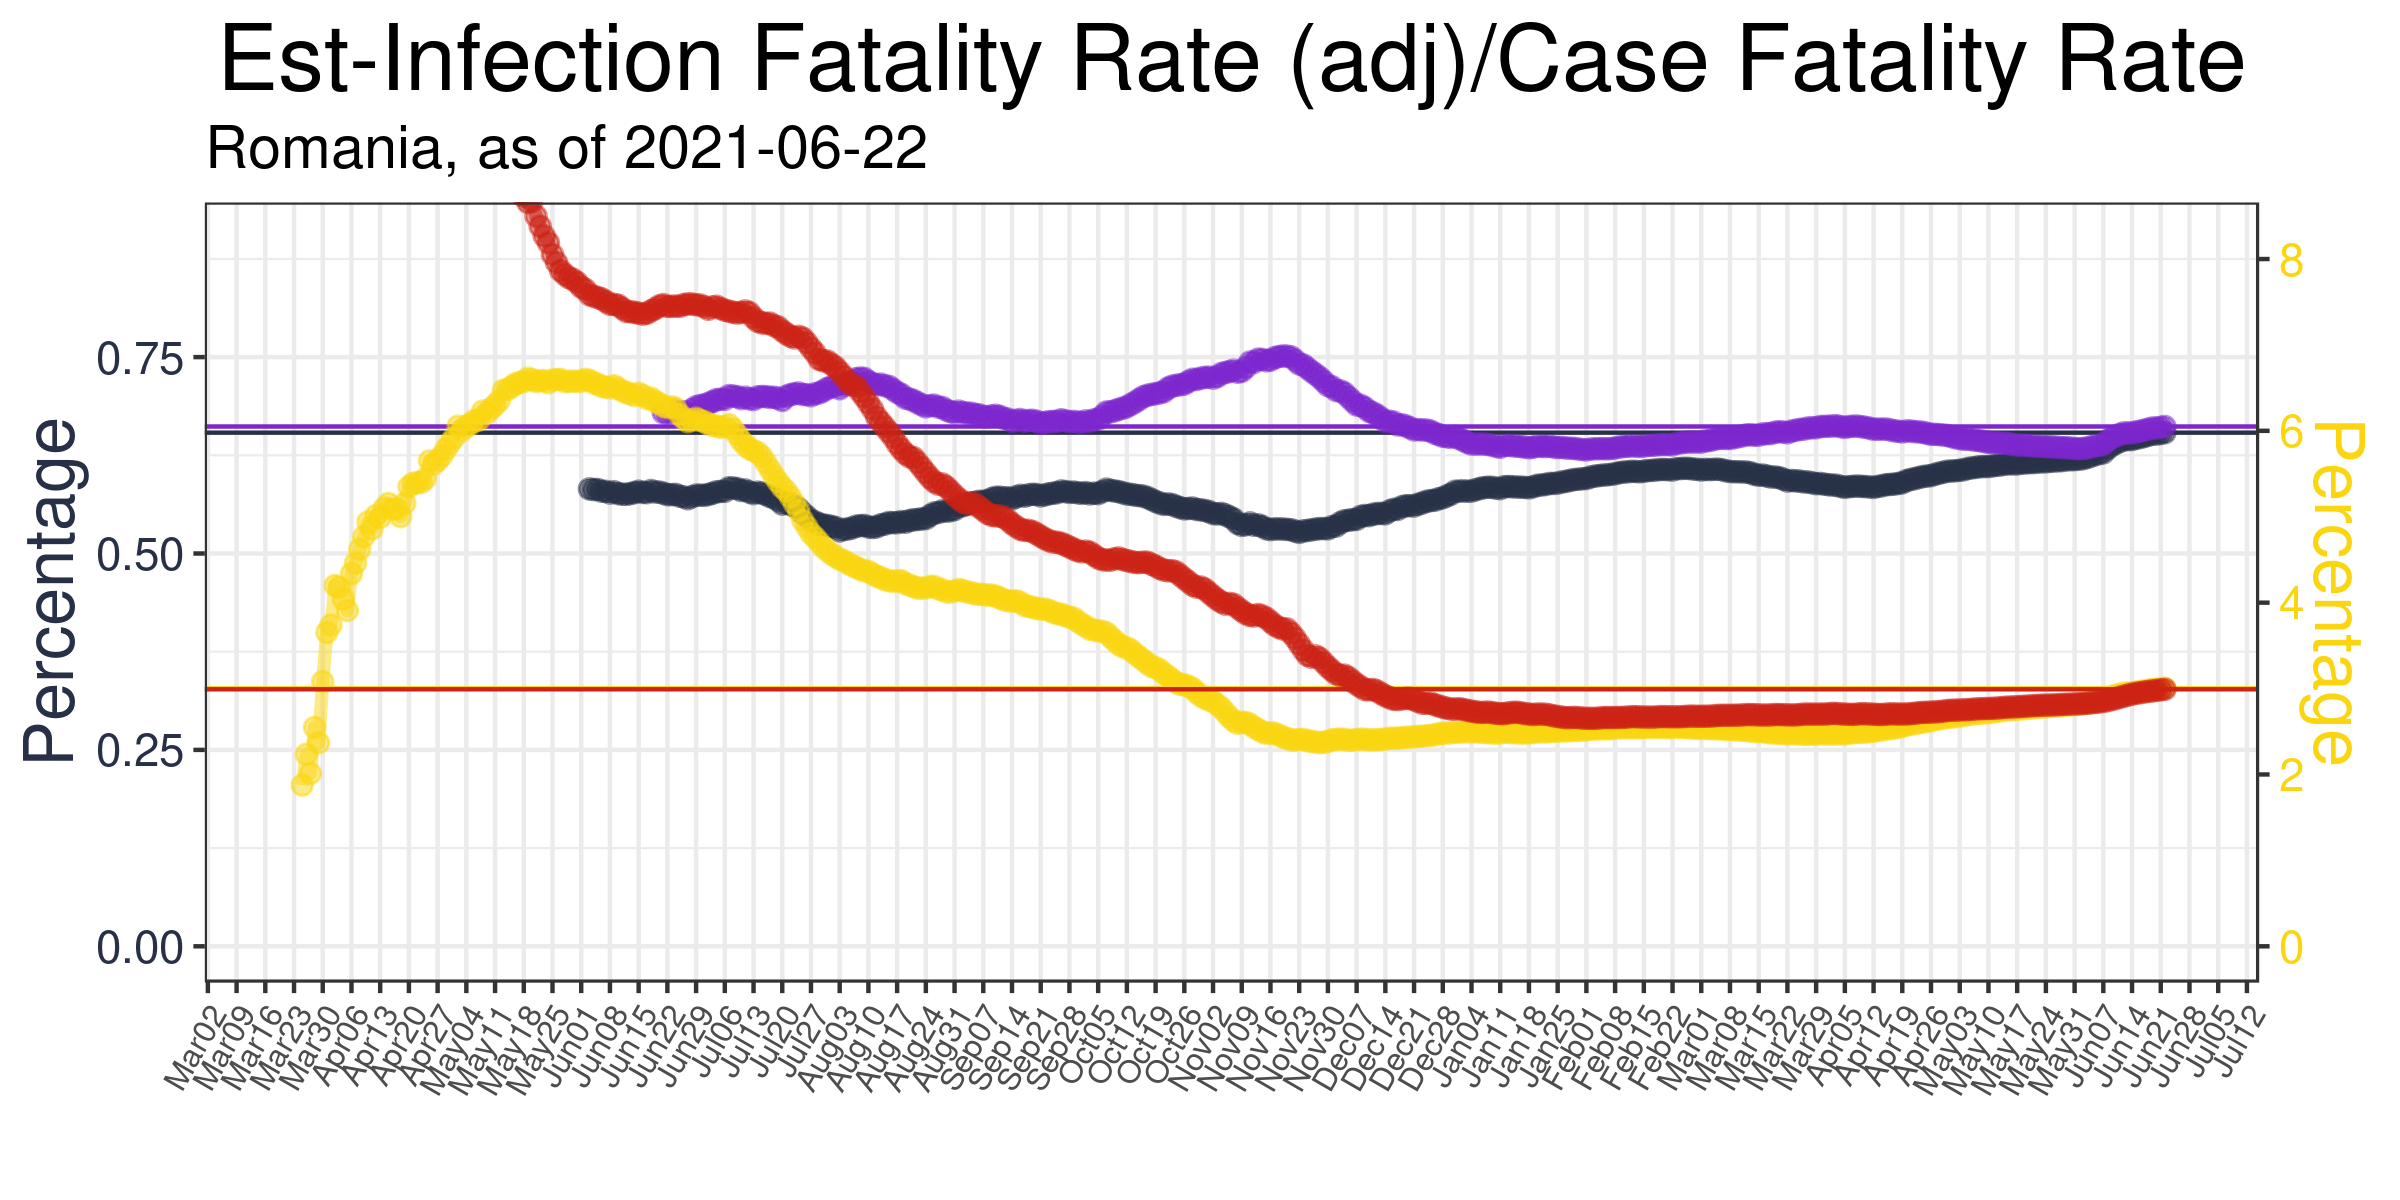 Est-Infection Fatality Rate (adj)/Case Fatality Rate
Romania, as of 2021-06-22
Percentage
0.75
0.50
0.25
0.00
8
6
4
2
0
Percentage
Mar02
Mar09
Mar16
Mar23
Mar30
Apr06
Apr13
Apr20
Apr27
May04
May11
May18
May25
Jun01
Jun08
Jun15
Jun22
Jun29
Jul06
Jul13
Jul20
Jul27
Aug03
Aug10
Aug17
Aug24
Aug31
Sep07
Sep14
Sep21
Sep28
Oct05
Oct12
Oct19
Oct26
Nov02
Nov09
Nov16
Nov23
Nov30
Dec07
Dec14
Dec21
Dec28
Jan04
Jan11
Jan18
Jan25
Feb01
Feb08
Feb15
Feb22
Mar01
Mar08
Mar15
Mar22
Mar29
Apr05
Apr12
Apr19
Apr26
May03
May10
May17
May24
May31
Jun07
Jun14
Jun21
Jun28
Jul05
Jul12